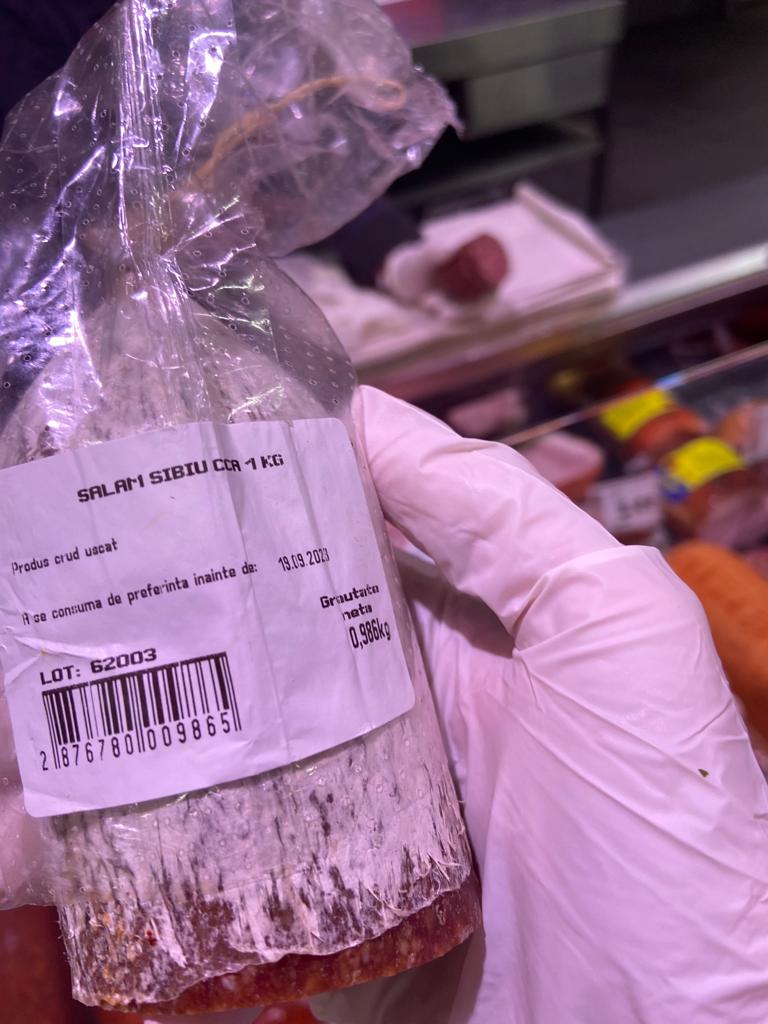 SALAM SIBIU CCA 1 KG
Produs crud uscat
A se consuma de preferinta inainte de: 19.09.2023
Greutate
neta
0,986kg
LOT: 62003
2 876780 009865